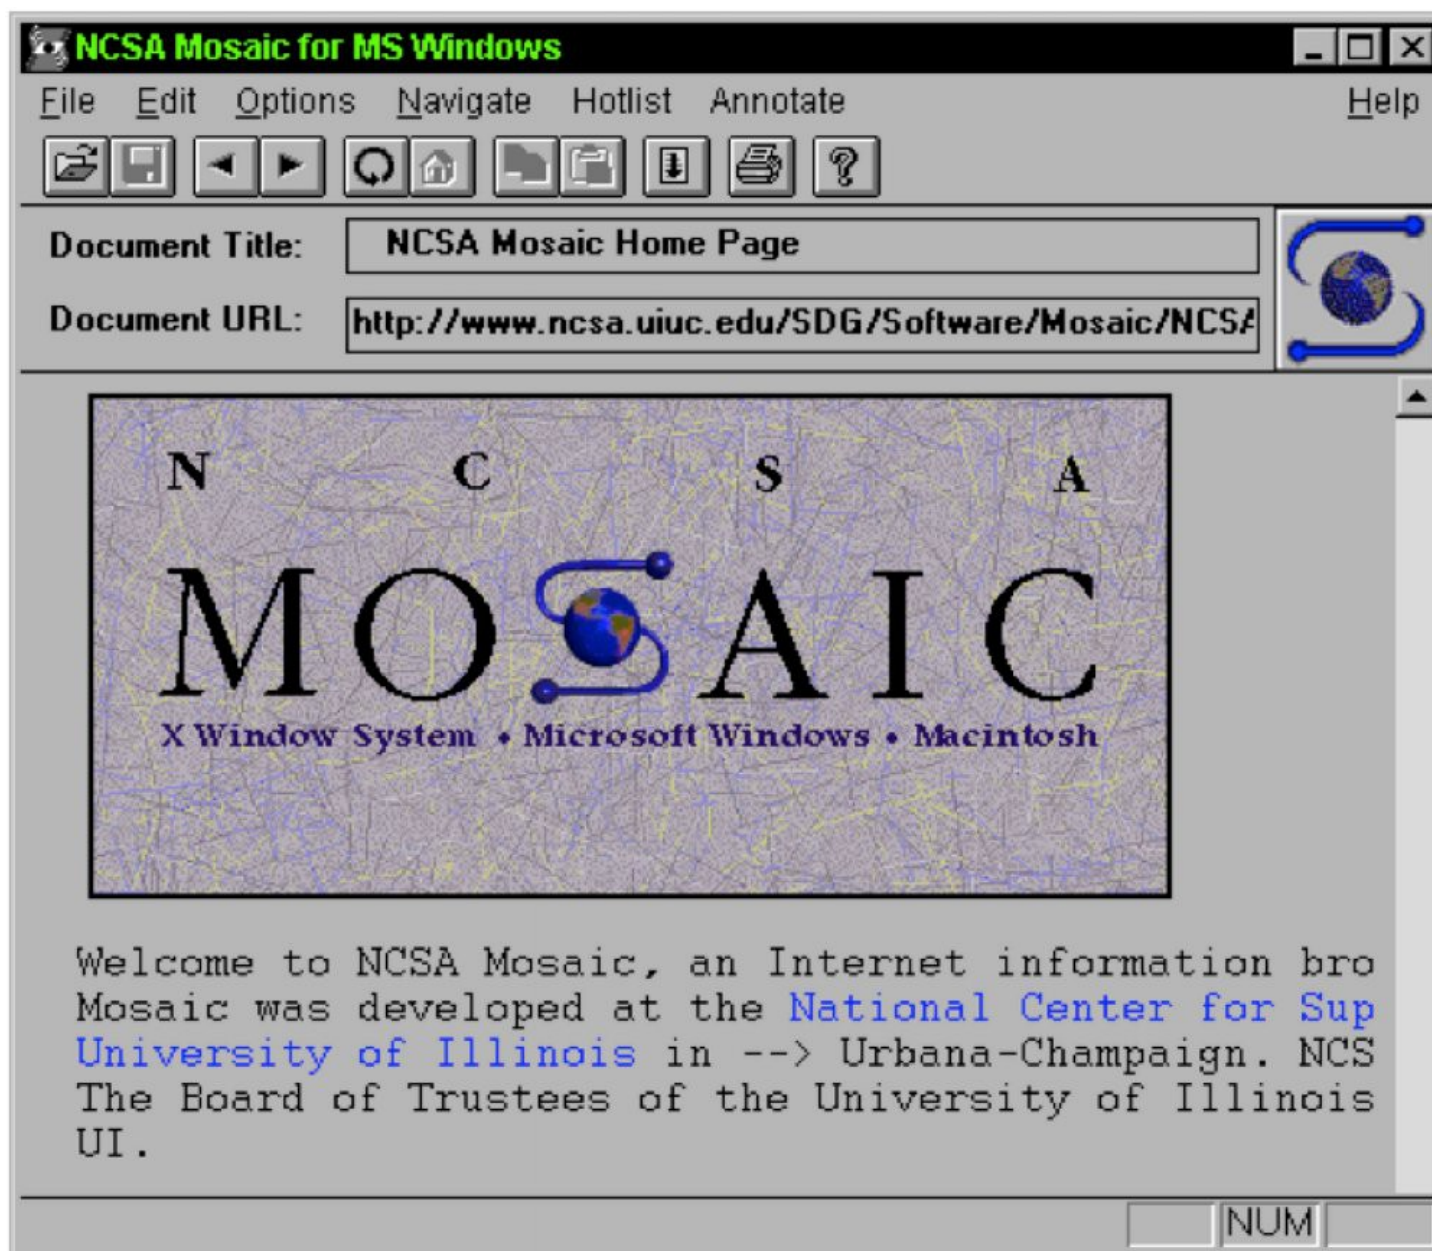 NCSA Mosaic for MS Windows
File Edit Options Navigate Hotlist Annotate Help
Document Title: NCSA Mosaic Home Page
Document URL: http://www.ncsa.uiuc.edu/SDG/Software/Mosaic/NCSA
N C S A
MOSAIC
X Window System • Microsoft Windows • Macintosh
Welcome to NCSA Mosaic, an Internet information bro
Mosaic was developed at the National Center for Sup
University of Illinois in --> Urbana-Champaign. NCS
The Board of Trustees of the University of Illinois
UI.
NUM